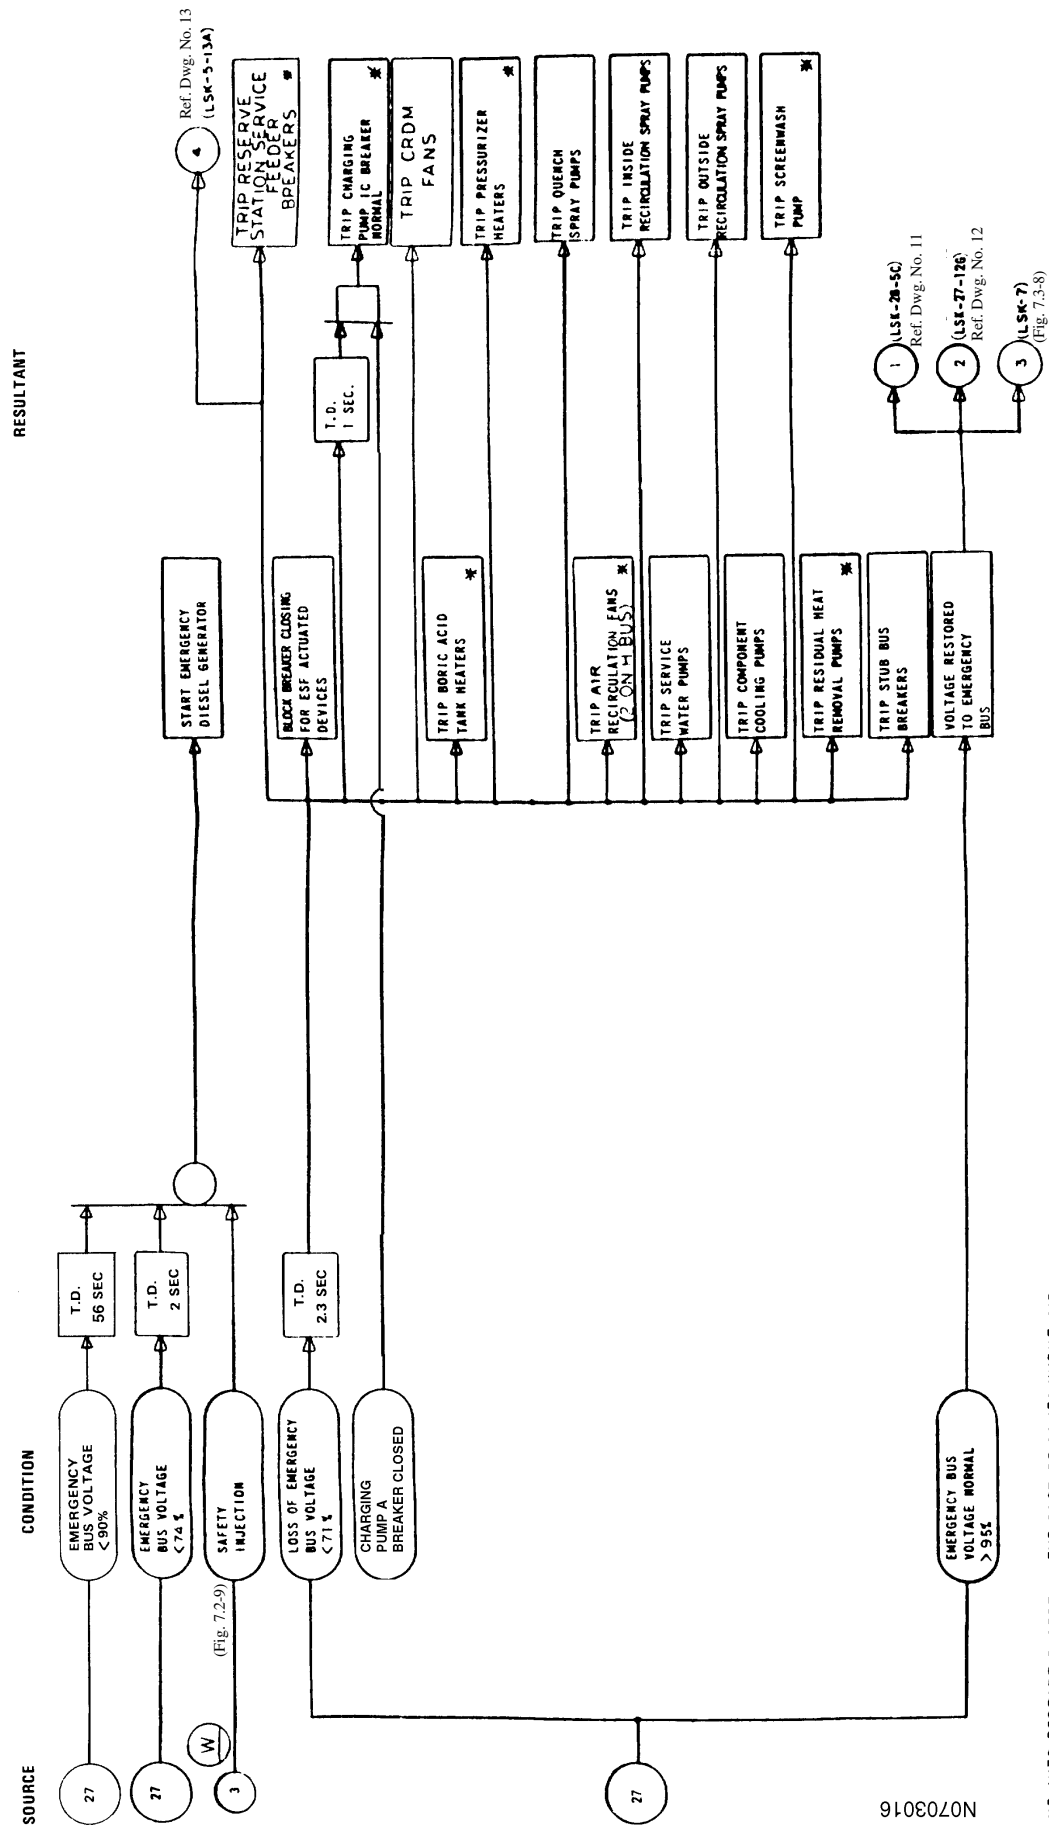 SOURCE
CONDITION
RESULTANT
27
EMERGENCY
BUS VOLTAGE
<90%
T.D.
56 SEC
27
EMERGENCY
BUS VOLTAGE
<74%
T.D.
2 SEC
W
3
(Fig. 7.2-9)
SAFETY
INJECTION
START EMERGENCY
DIESEL GENERATOR
4
Ref. Dwg. No. 13
(LSK-5-13A)
27
LOSS OF EMERGENCY
BUS VOLTAGE
<71%
T.D.
2.3 SEC
BLOCK BREAKER CLOSING
FOR ESF ACTUATED
DEVICES
TRIP RESERVE
STATION SERVICE
FEEDER
BREAKERS *
CHARGING
PUMP A
BREAKER CLOSED
T.D.
1 SEC.
TRIP CHARGING
PUMP IC BREAKER
NORMAL *
TRIP CRDM
FANS
TRIP BORIC ACID
TANK HEATERS *
TRIP PRESSURIZER
HEATERS *
TRIP QUENCH
SPRAY PUMPS
TRIP AIR
RECIRCULATION FANS
(2 ON H BUS) *
TRIP INSIDE
RECIRCULATION SPRAY PUMPS
TRIP SERVICE
WATER PUMPS
TRIP OUTSIDE
RECIRCULATION SPRAY PUMPS
TRIP COMPONENT
COOLING PUMPS
TRIP SCREENWASH
PUMP *
TRIP RESIDUAL HEAT
REMOVAL PUMPS *
TRIP STUB BUS
BREAKERS
EMERGENCY BUS
VOLTAGE NORMAL
>95%
VOLTAGE RESTORED
TO EMERGENCY
BUS
1
(LSK-28-5C)
Ref. Dwg. No. 11
2
(LSK-27-12G)
Ref. Dwg. No. 12
3
(LSK-7)
(Fig. 7.3-8)
N0703016